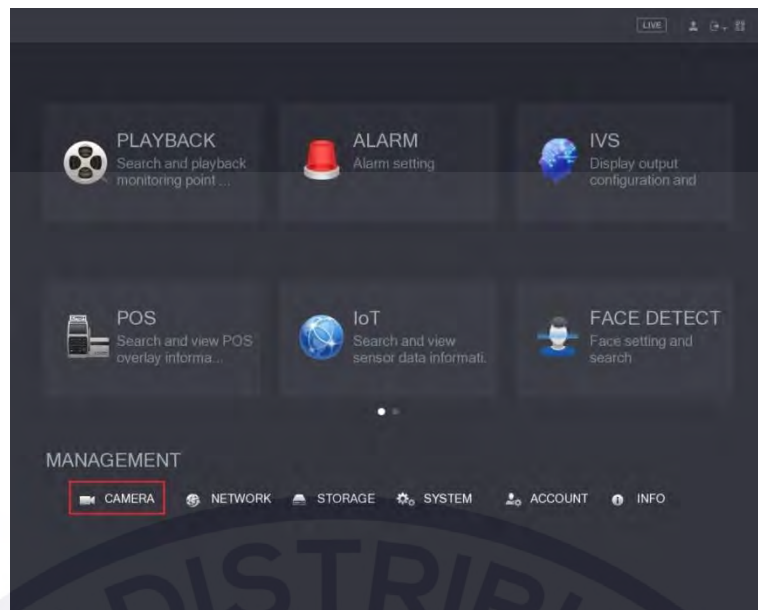 LIVE
PLAYBACK
Search and playback
monitoring point ...
ALARM
Alarm setting
IVS
Display output
configuration and
POS
Search and view POS
overlay informa...
IoT
Search and view
sensor data informati.
FACE DETECT
Face setting and
search
MANAGEMENT
CAMERA NETWORK STORAGE SYSTEM ACCOUNT INFO
DISTRIB